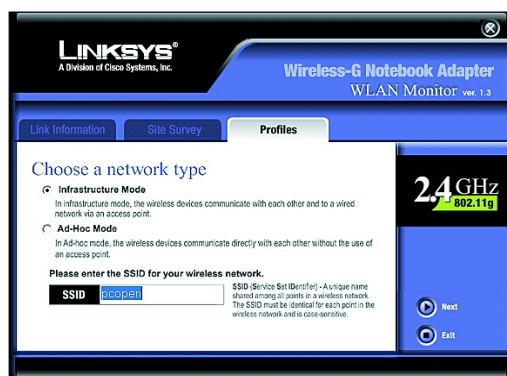 LINKSYS®
A Division of Cisco Systems, Inc.
Wireless-G Notebook Adapter
WLAN Monitor ver. 1.3
Link Information
Site Survey
Profiles
Choose a network type
Infrastructure Mode
In infrastructure mode, the wireless devices communicate with each other and to a wired
network via an access point.
Ad-Hoc Mode
In Ad-hoc mode, the wireless devices communicate directly with each other without the use of
an access point.
Please enter the SSID for your wireless network.
SSID
pcopen
SSID (Service Set IDentifier) - A unique name
shared among all points in a wireless network.
The SSID must be identical for each point in the
wireless network and is case-sensitive.
2.4 GHz
802.11g
Next
Exit